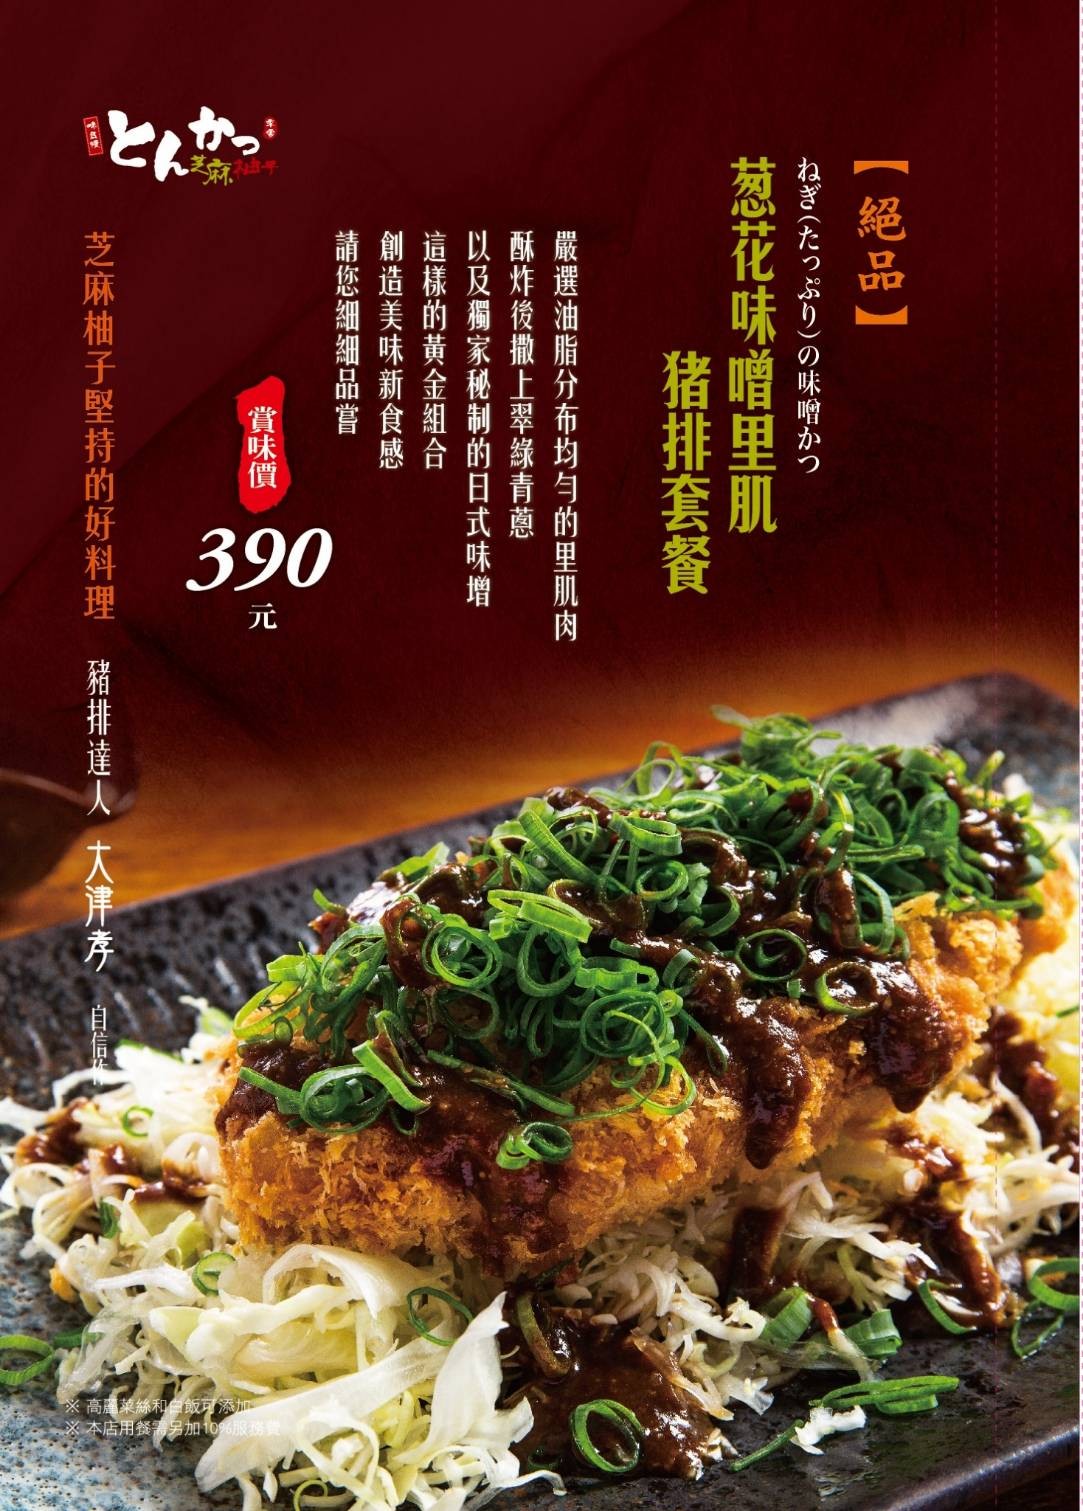 【絕品】
ねぎ(たっぷり)の味噌かつ
葱花味噌里肌
猪排套餐
嚴選油脂分布均勻的里肌肉
酥炸後撒上翠綠青蔥
以及獨家秘制的日式味增
這樣的黃金組合
創造美味新食感
請您細細品嘗
賞味價
390
元
とんかつ
芝麻柚子
芝麻柚子堅持的好料理
豬排達人 大津孝 自信作
※ 高麗菜絲和白飯可添加
※ 本店用餐需另加10%服務費